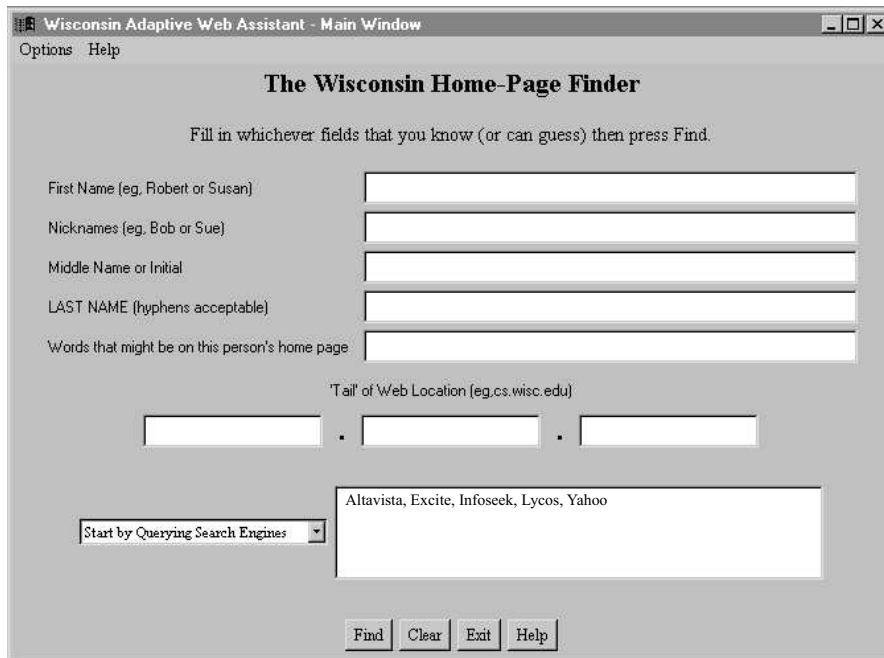 Wisconsin Adaptive Web Assistant - Main Window
Options Help
The Wisconsin Home-Page Finder
Fill in whichever fields that you know (or can guess) then press Find.
First Name (eg, Robert or Susan)
Nicknames (eg, Bob or Sue)
Middle Name or Initial
LAST NAME (hyphens acceptable)
Words that might be on this person's home page
'Tail' of Web Location (eg,cs.wisc.edu)
. .
Altavista, Excite, Infoseek, Lycos, Yahoo
Start by Querying Search Engines
Find Clear Exit Help